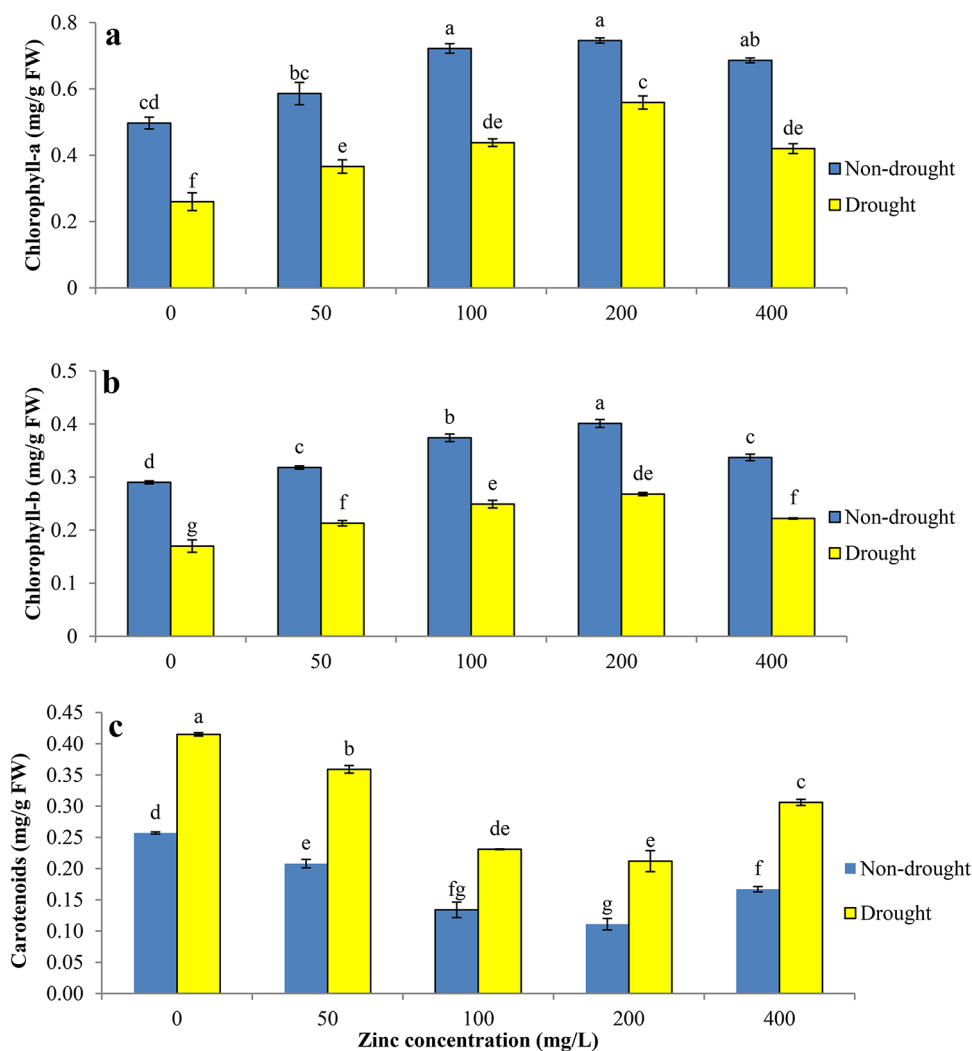 a
Chlorophyll-a (mg/g FW)
0.8
0.6
0.4
0.2
0
cd
f
bc
e
a
de
a
c
ab
de
0 50 100 200 400
Non-drought
Drought
b
Chlorophyll-b (mg/g FW)
0.5
0.4
0.3
0.2
0.1
0
d
g
c
f
b
e
a
de
c
f
0 50 100 200 400
Non-drought
Drought
c
Carotenoids (mg/g FW)
0.45
0.40
0.35
0.30
0.25
0.20
0.15
0.10
0.05
0.00
d
a
e
b
fg
de
g
e
f
c
0 50 100 200 400
Zinc concentration (mg/L)
Non-drought
Drought